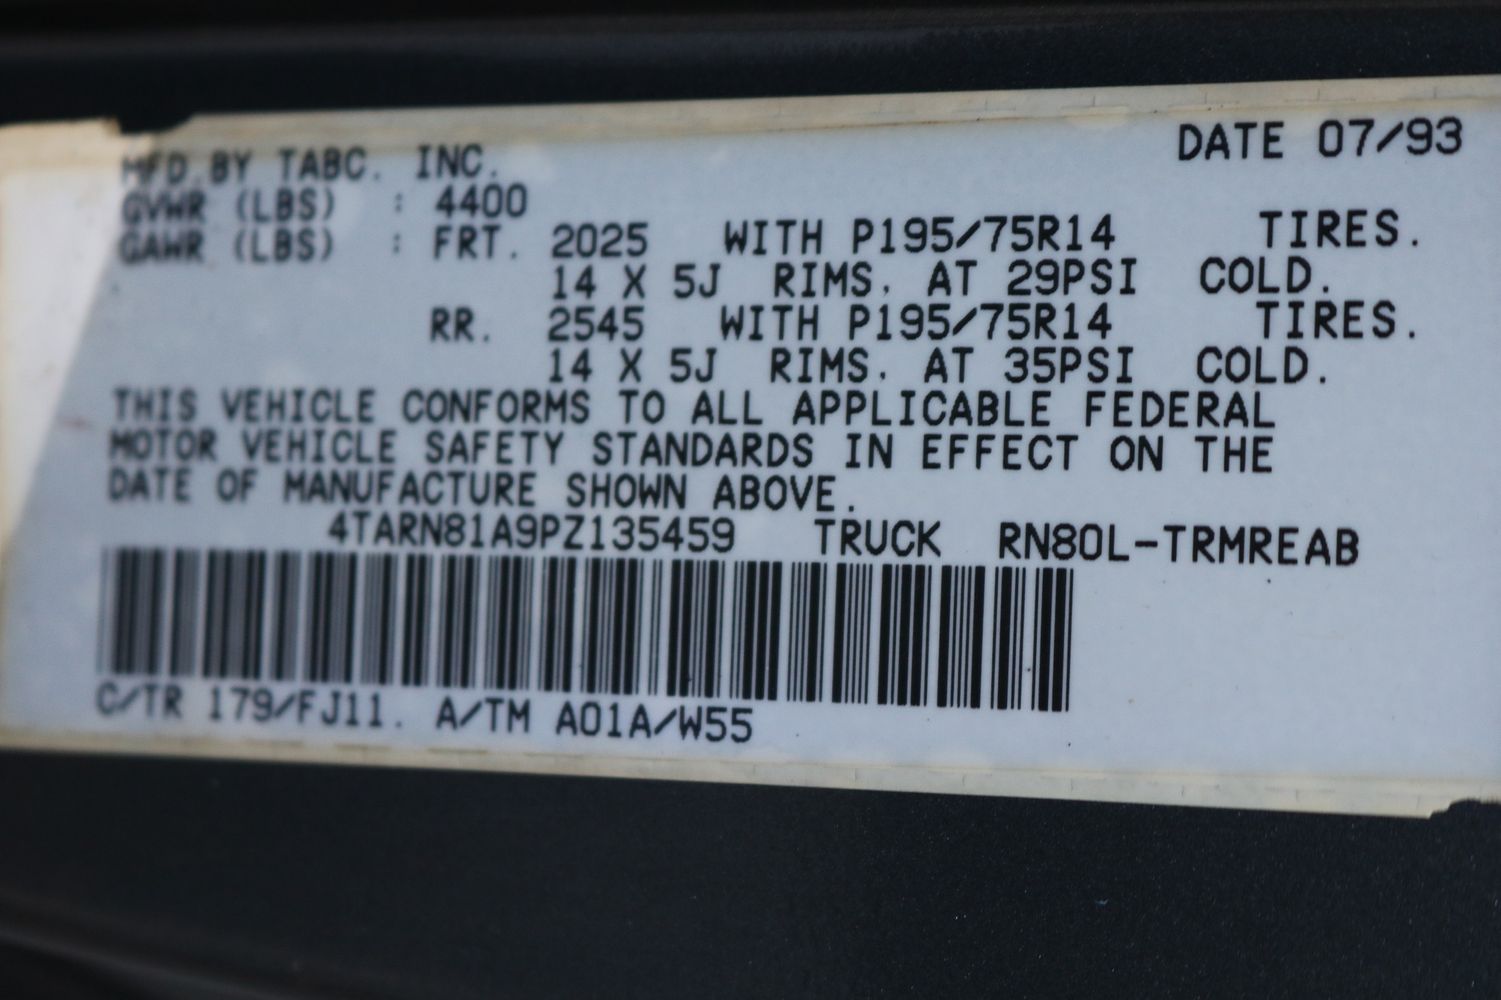 MFD.BY TABC. INC. DATE 07/93
GVWR (LBS) : 4400
GAWR (LBS) : FRT. 2025 WITH P195/75R14 TIRES.
14 X 5J RIMS. AT 29PSI COLD.
RR. 2545 WITH P195/75R14 TIRES.
14 X 5J RIMS. AT 35PSI COLD.
THIS VEHICLE CONFORMS TO ALL APPLICABLE FEDERAL
MOTOR VEHICLE SAFETY STANDARDS IN EFFECT ON THE
DATE OF MANUFACTURE SHOWN ABOVE.
4TARN81A9PZ135459 TRUCK RN80L-TRMREAB
C/TR 179/FJ11. A/TM A01A/W55